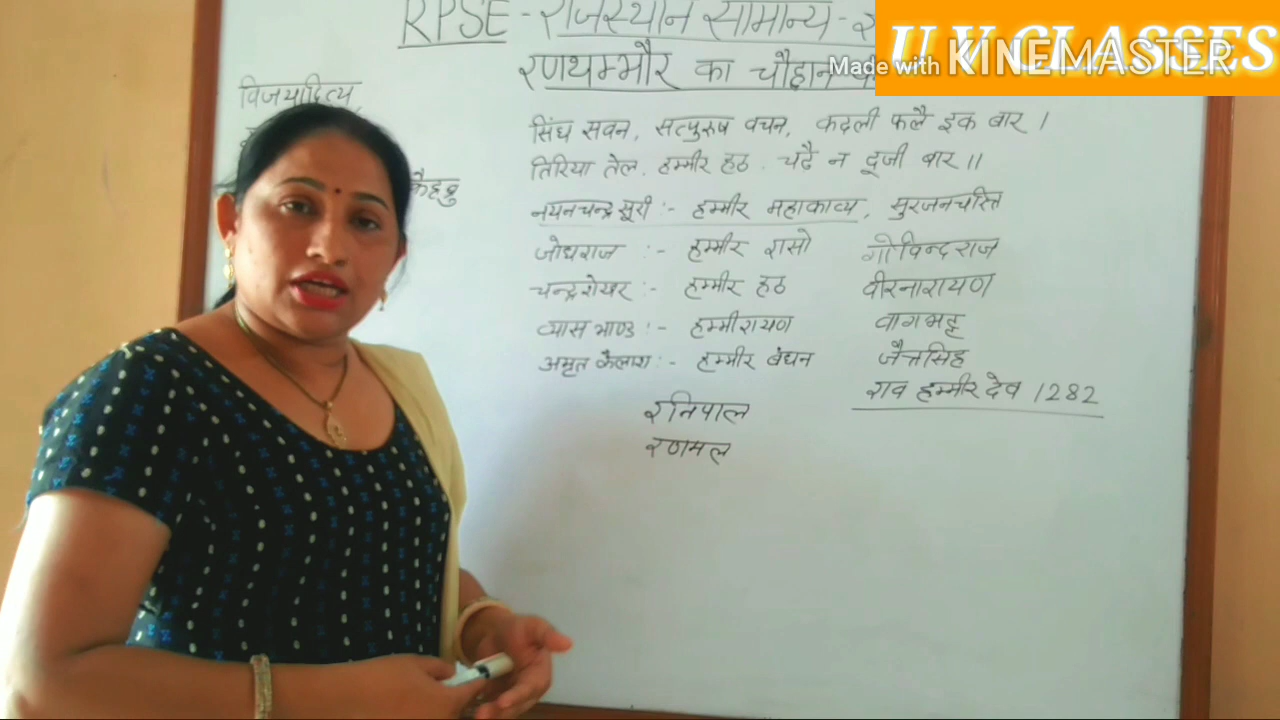 RPSE - राजस्थान सामान्य -
U V CLASSES
Made with KINEMASTER
रणथम्मौर का चौहान
विजयादित्य,
सिंघ सवन, सत्पुरुष वचन, कदली फलै इक बार ।
तिरिया तेल, हम्मीर हठ, चढै न दूजी बार ।।
नयनचन्द्र सूरी :- हम्मीर महाकाव्य, सुरजनचरित
जोधराज :- हम्मीर रासो
गोविन्दराज
चन्द्रशेखर :- हम्मीर हठ
वीरनारायण
व्यास भाण्ड :- हम्मीरायण
वागभट्ट
अमृत कैलाश :- हम्मीर बंधन
जैत्रसिंह
राव हम्मीर देव 1282
रतिपाल
रणमल